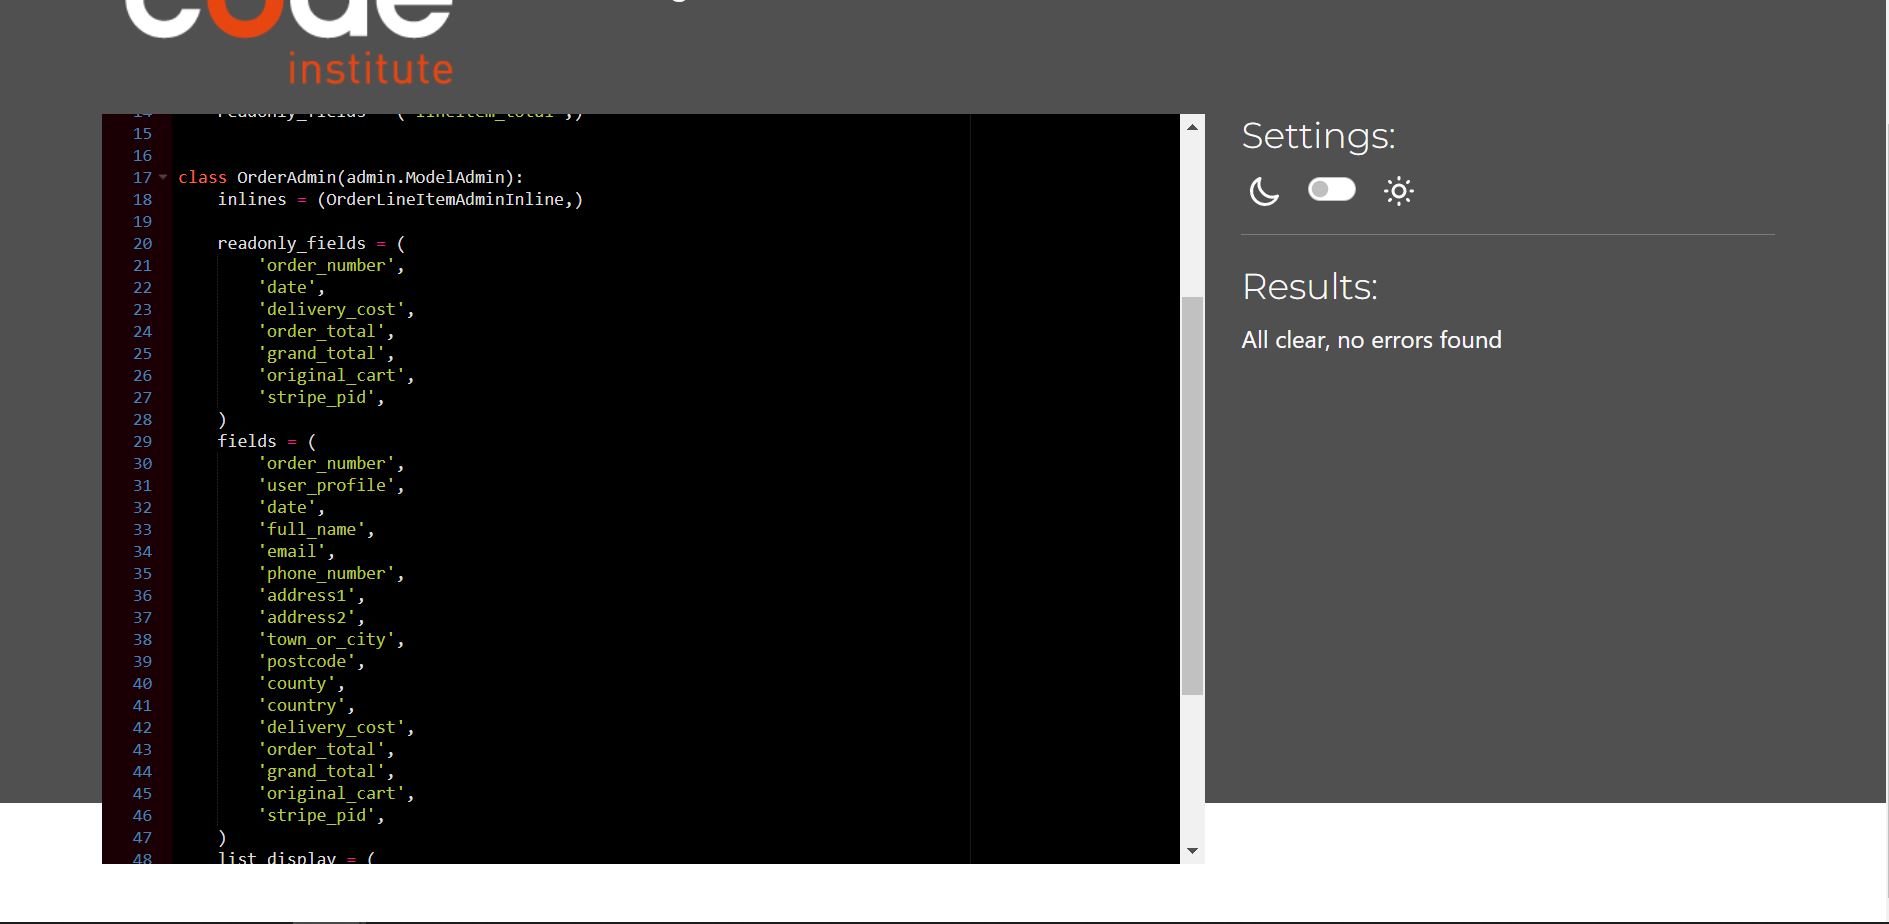 code
institute
14 readonly_fields = ('lineitem_total',)
15
16
17 class OrderAdmin(admin.ModelAdmin):
18 inlines = (OrderLineItemAdminInline,)
19
20 readonly_fields = (
21 'order_number',
22 'date',
23 'delivery_cost',
24 'order_total',
25 'grand_total',
26 'original_cart',
27 'stripe_pid',
28 )
29 fields = (
30 'order_number',
31 'user_profile',
32 'date',
33 'full_name',
34 'email',
35 'phone_number',
36 'address1',
37 'address2',
38 'town_or_city',
39 'postcode',
40 'county',
41 'country',
42 'delivery_cost',
43 'order_total',
44 'grand_total',
45 'original_cart',
46 'stripe_pid',
47 )
48 list_display = (
Settings:
Results:
All clear, no errors found